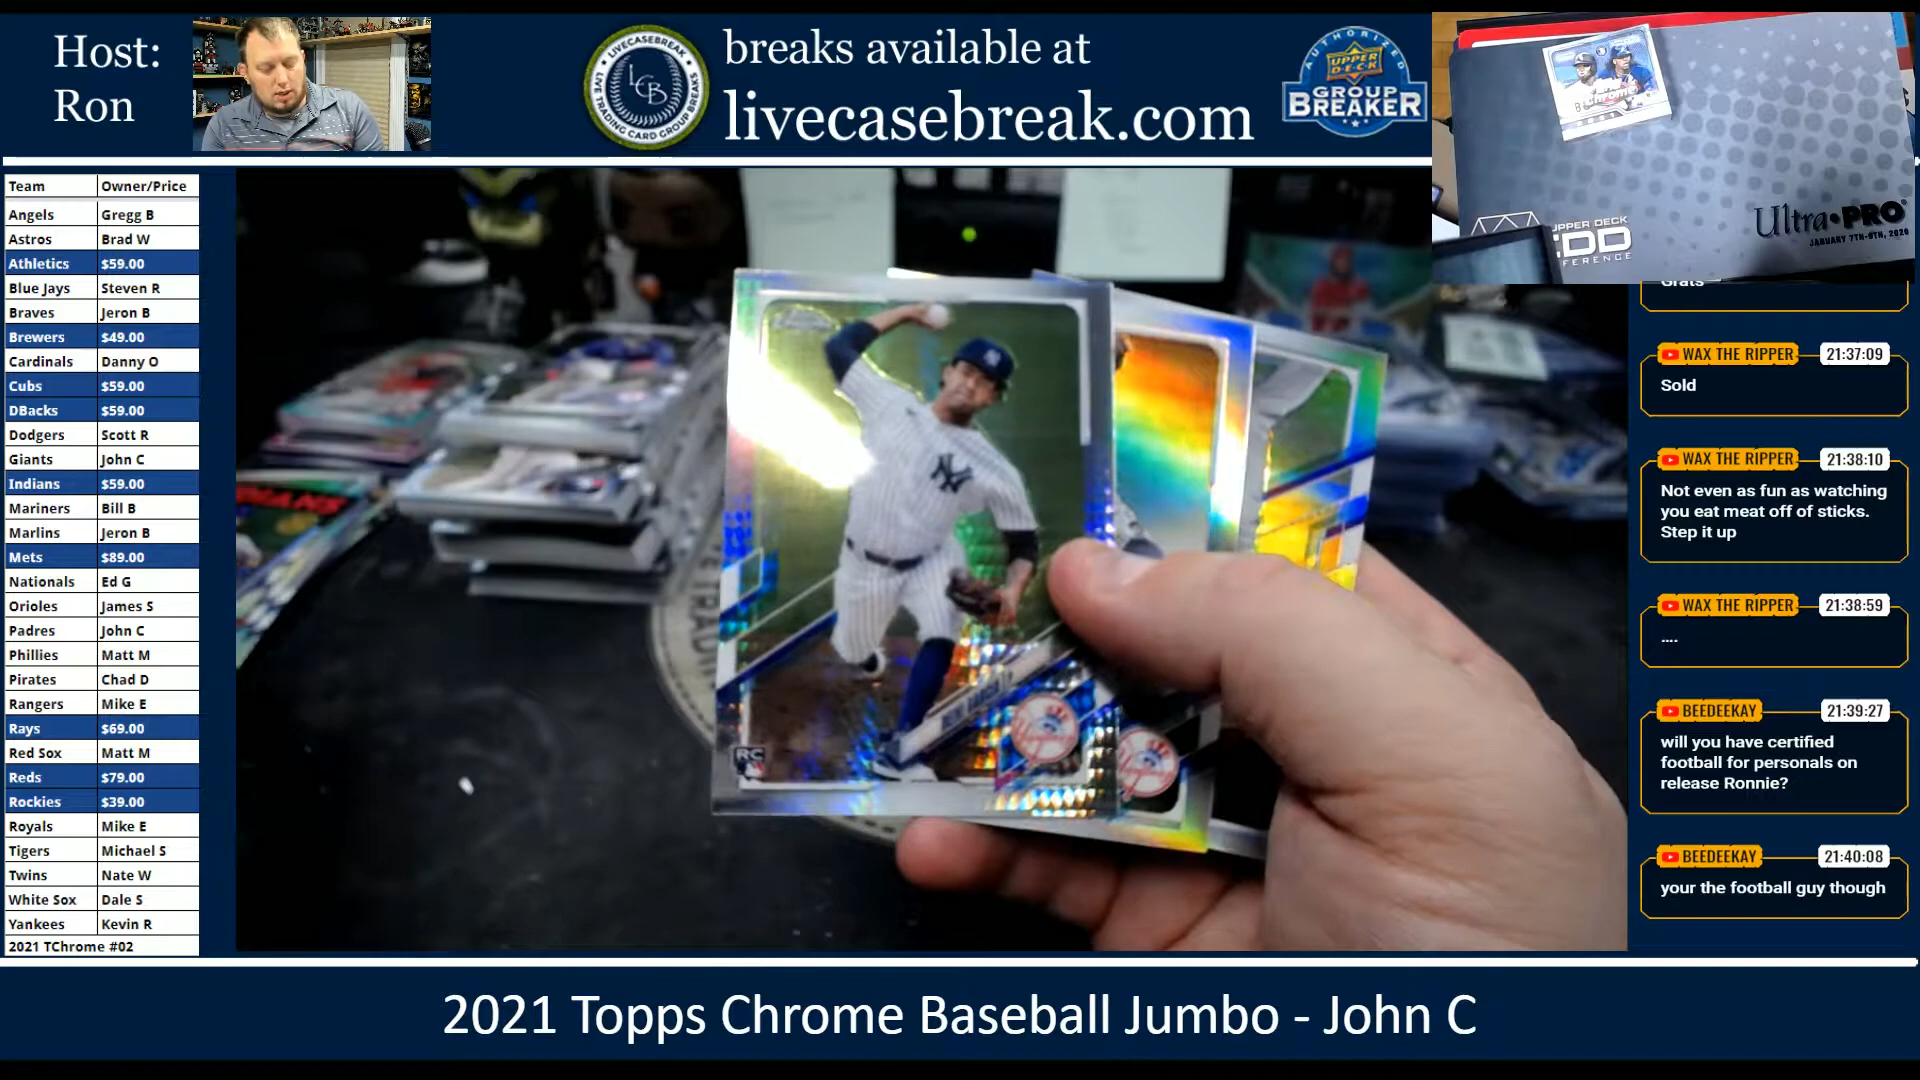 Host:
Ron
LIVECASEBREAK
LCB
LIVE TRADING CARD GROUP BREAKS
breaks available at
livecasebreak.com
AUTHORIZED
UPPER DECK
GROUP
BREAKER
Ultra•PRO
JANUARY 7TH-9TH, 2020
Team Owner/Price
Angels Gregg B
Astros Brad W
Athletics $59.00
Blue Jays Steven R
Braves Jeron B
Brewers $49.00
Cardinals Danny O
Cubs $59.00
DBacks $59.00
Dodgers Scott R
Giants John C
Indians $59.00
Mariners Bill B
Marlins Jeron B
Mets $89.00
Nationals Ed G
Orioles James S
Padres John C
Phillies Matt M
Pirates Chad D
Rangers Mike E
Rays $69.00
Red Sox Matt M
Reds $79.00
Rockies $39.00
Royals Mike E
Tigers Michael S
Twins Nate W
White Sox Dale S
Yankees Kevin R
2021 TChrome #02
NY
RC
Grats
WAX THE RIPPER 21:37:09
Sold
WAX THE RIPPER 21:38:10
Not even as fun as watching
you eat meat off of sticks.
Step it up
WAX THE RIPPER 21:38:59
....
BEEDEEKAY 21:39:27
will you have certified
football for personals on
release Ronnie?
BEEDEEKAY 21:40:08
your the football guy though
2021 Topps Chrome Baseball Jumbo - John C